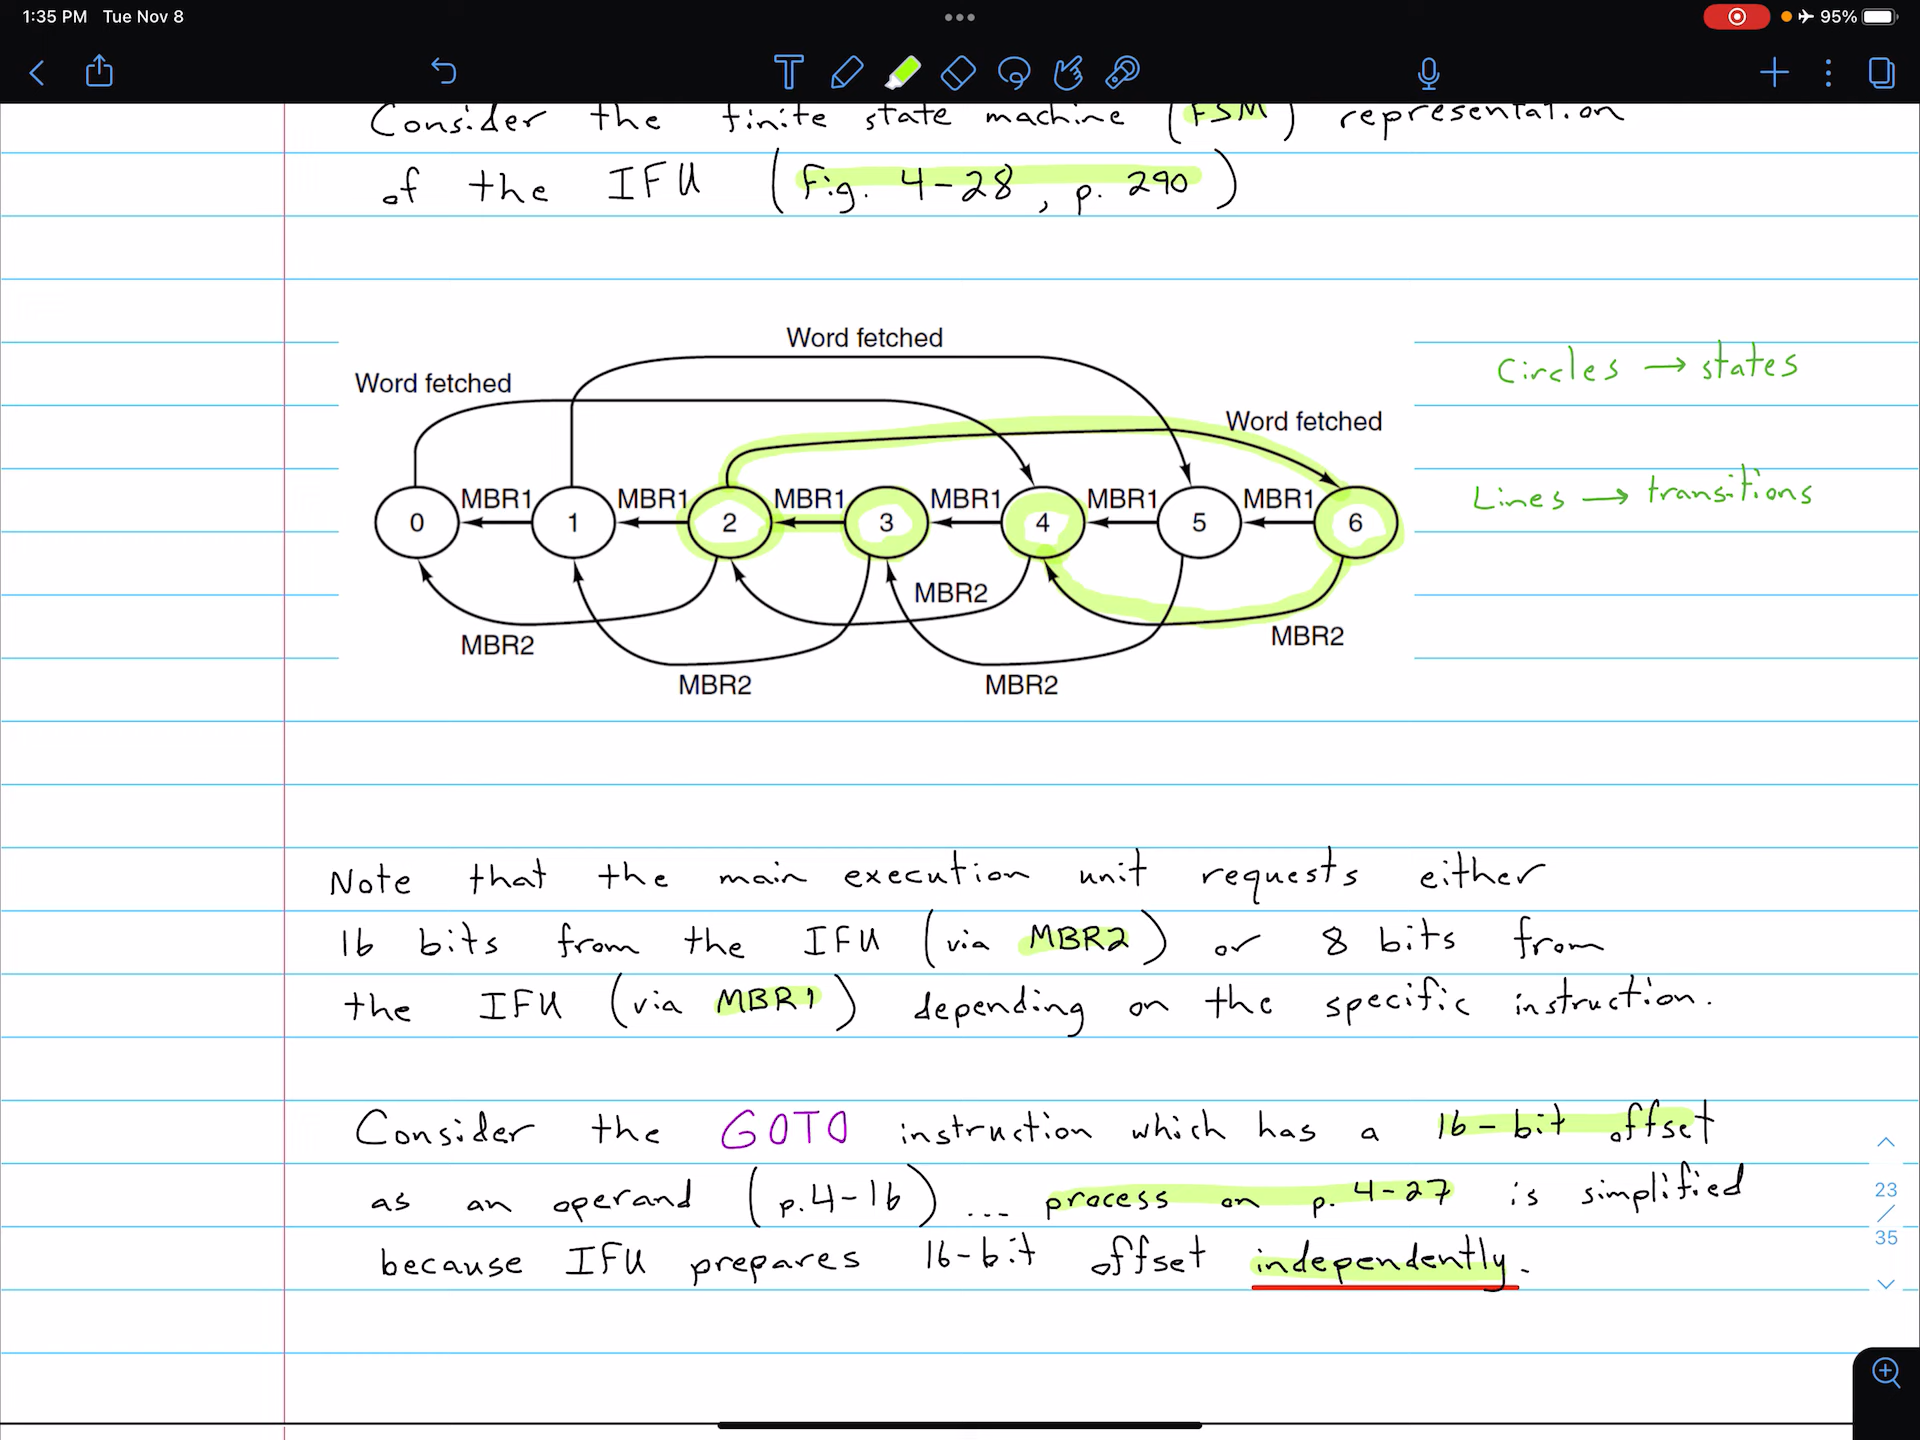 1:35 PM Tue Nov 8
95%
Consider the finite state machine (FSM) representation
of the IFU (Fig. 4-28, p. 290)
Word fetched
Word fetched
Word fetched
Circles → states
Lines → transitions
0 MBR1 1 MBR1 2 MBR1 3 MBR1 4 MBR1 5 MBR1 6
MBR2
MBR2
MBR2
MBR2
MBR2
Note that the main execution unit requests either
16 bits from the IFU (via MBR2) or 8 bits from
the IFU (via MBR1) depending on the specific instruction.
Consider the GOTO instruction which has a 16-bit offset
as an operand (p.4-16) ... process on p. 4-27 is simplified
because IFU prepares 16-bit offset independently.
23
/
35